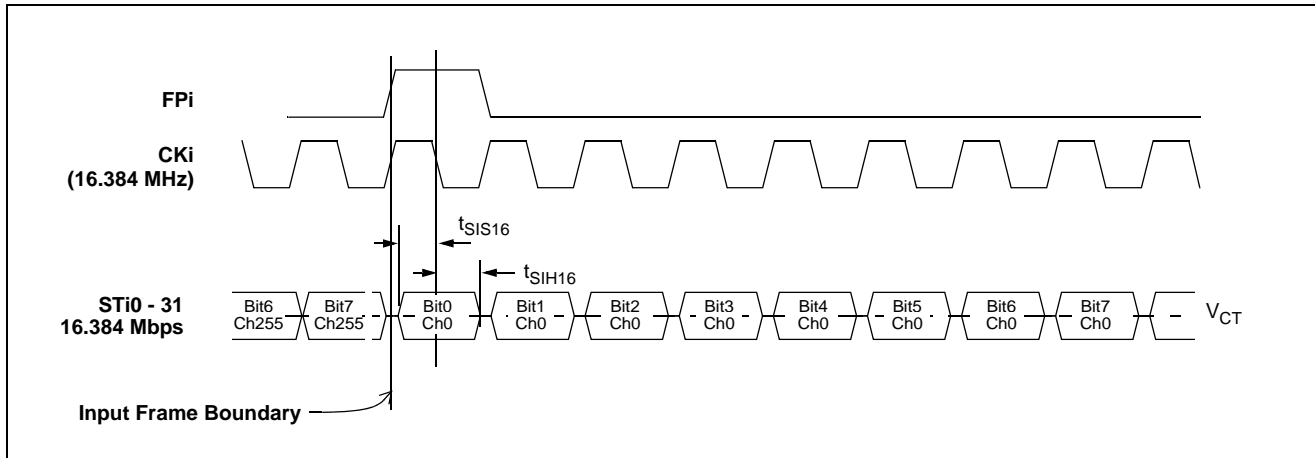 FPi
CKi
(16.384 MHz)
tSIS16
tSIH16
STi0 - 31
16.384 Mbps
Bit6
Ch255
Bit7
Ch255
Bit0
Ch0
Bit1
Ch0
Bit2
Ch0
Bit3
Ch0
Bit4
Ch0
Bit5
Ch0
Bit6
Ch0
Bit7
Ch0
VCT
Input Frame Boundary